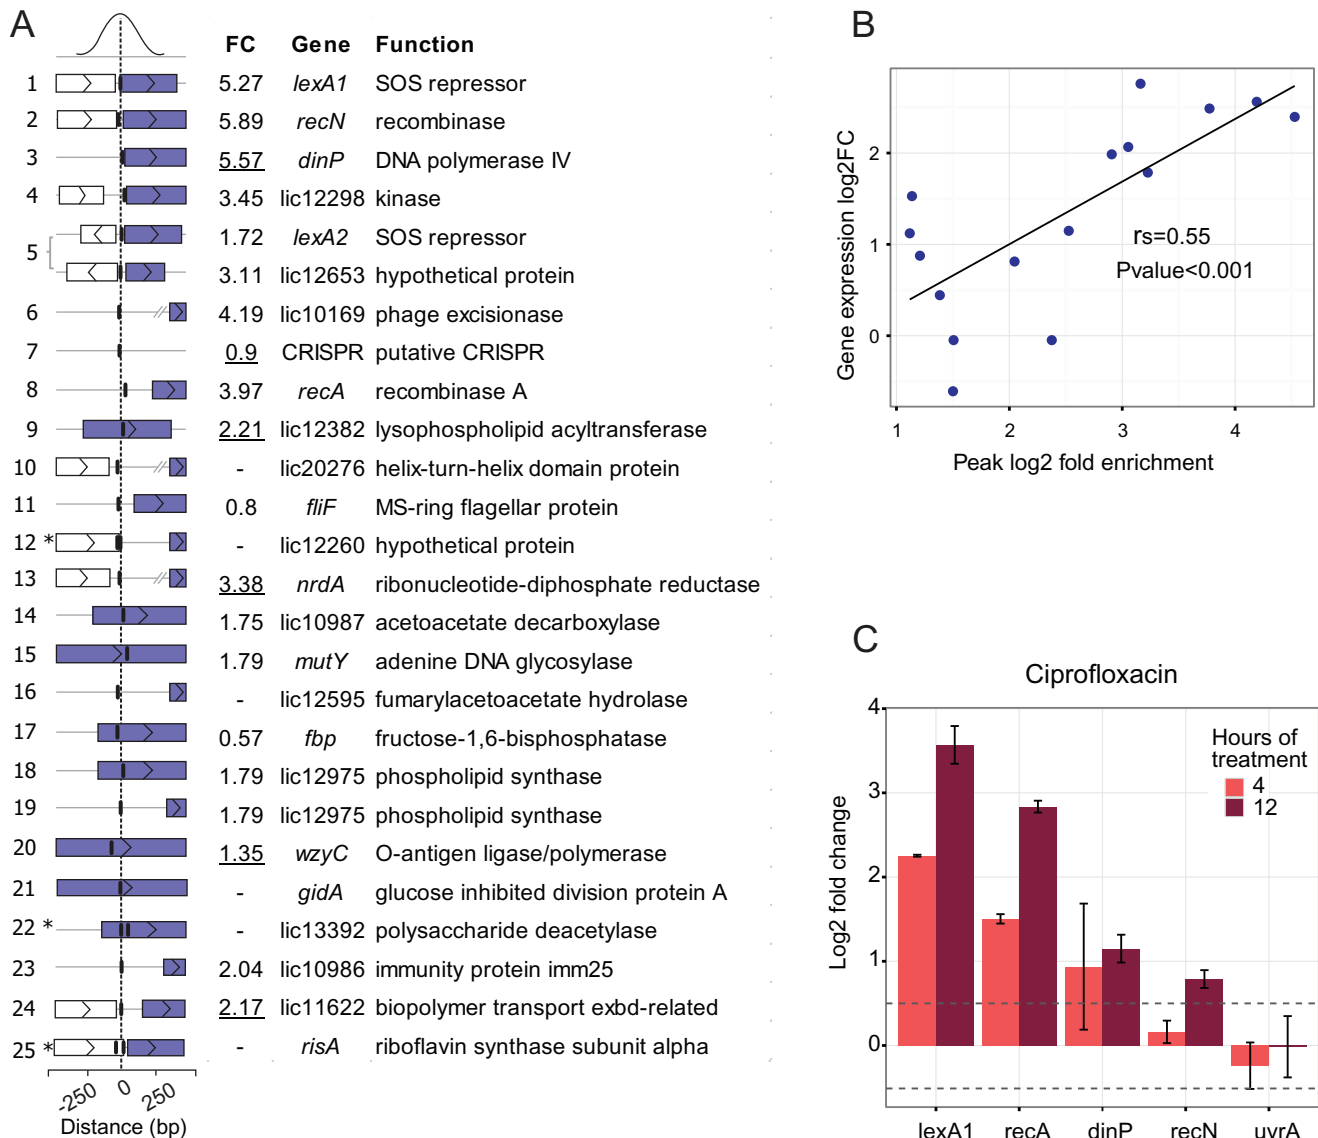 A
FC Gene Function
1 5.27 lexA1 SOS repressor
2 5.89 recN recombinase
3 5.57 dinP DNA polymerase IV
4 3.45 lic12298 kinase
5 1.72 lexA2 SOS repressor
3.11 lic12653 hypothetical protein
6 4.19 lic10169 phage excisionase
7 0.9 CRISPR putative CRISPR
8 3.97 recA recombinase A
9 2.21 lic12382 lysophospholipid acyltransferase
10 - lic20276 helix-turn-helix domain protein
11 0.8 fliF MS-ring flagellar protein
12 * - lic12260 hypothetical protein
13 3.38 nrdA ribonucleotide-diphosphate reductase
14 1.75 lic10987 acetoacetate decarboxylase
15 1.79 mutY adenine DNA glycosylase
16 - lic12595 fumarylacetoacetate hydrolase
17 0.57 fbp fructose-1,6-bisphosphatase
18 1.79 lic12975 phospholipid synthase
19 1.79 lic12975 phospholipid synthase
20 1.35 wzyC O-antigen ligase/polymerase
21 - gidA glucose inhibited division protein A
22 * - lic13392 polysaccharide deacetylase
23 2.04 lic10986 immunity protein imm25
24 2.17 lic11622 biopolymer transport exbd-related
25 * - risA riboflavin synthase subunit alpha
-250 0 250
Distance (bp)
B
Gene expression log2FC
2
1
0
rs=0.55
Pvalue<0.001
1 2 3 4
Peak log2 fold enrichment
C
Ciprofloxacin
Log2 fold change
4
3
2
1
0
Hours of
treatment
4
12
lexA1 recA dinP recN uvrA